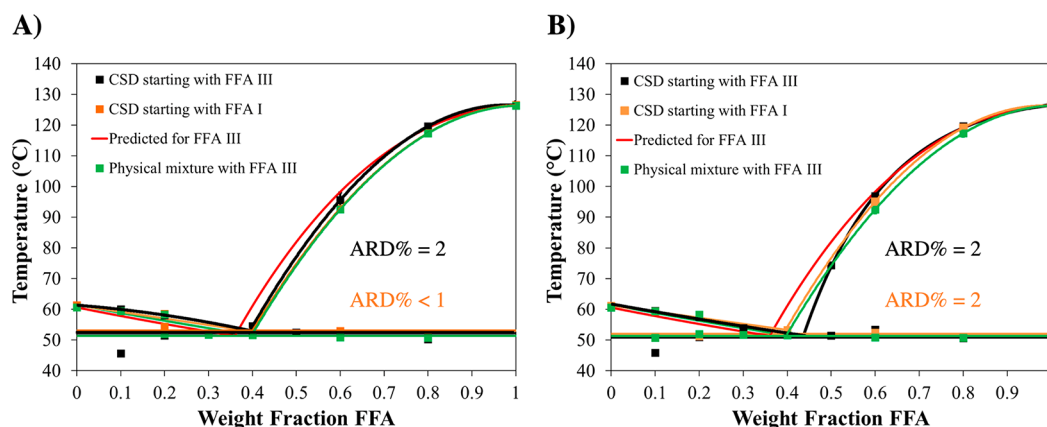 A)
140
130
120
110
100
90
80
70
60
50
40
Temperature (°C)
CSD starting with FFA III
CSD starting with FFA I
Predicted for FFA III
Physical mixture with FFA III
ARD% = 2
ARD% < 1
0 0.1 0.2 0.3 0.4 0.5 0.6 0.7 0.8 0.9 1
Weight Fraction FFA
B)
140
130
120
110
100
90
80
70
60
50
40
Temperature (°C)
CSD starting with FFA III
CSD starting with FFA I
Predicted for FFA III
Physical mixture with FFA III
ARD% = 2
ARD% = 2
0 0.1 0.2 0.3 0.4 0.5 0.6 0.7 0.8 0.9
Weight Fraction FFA